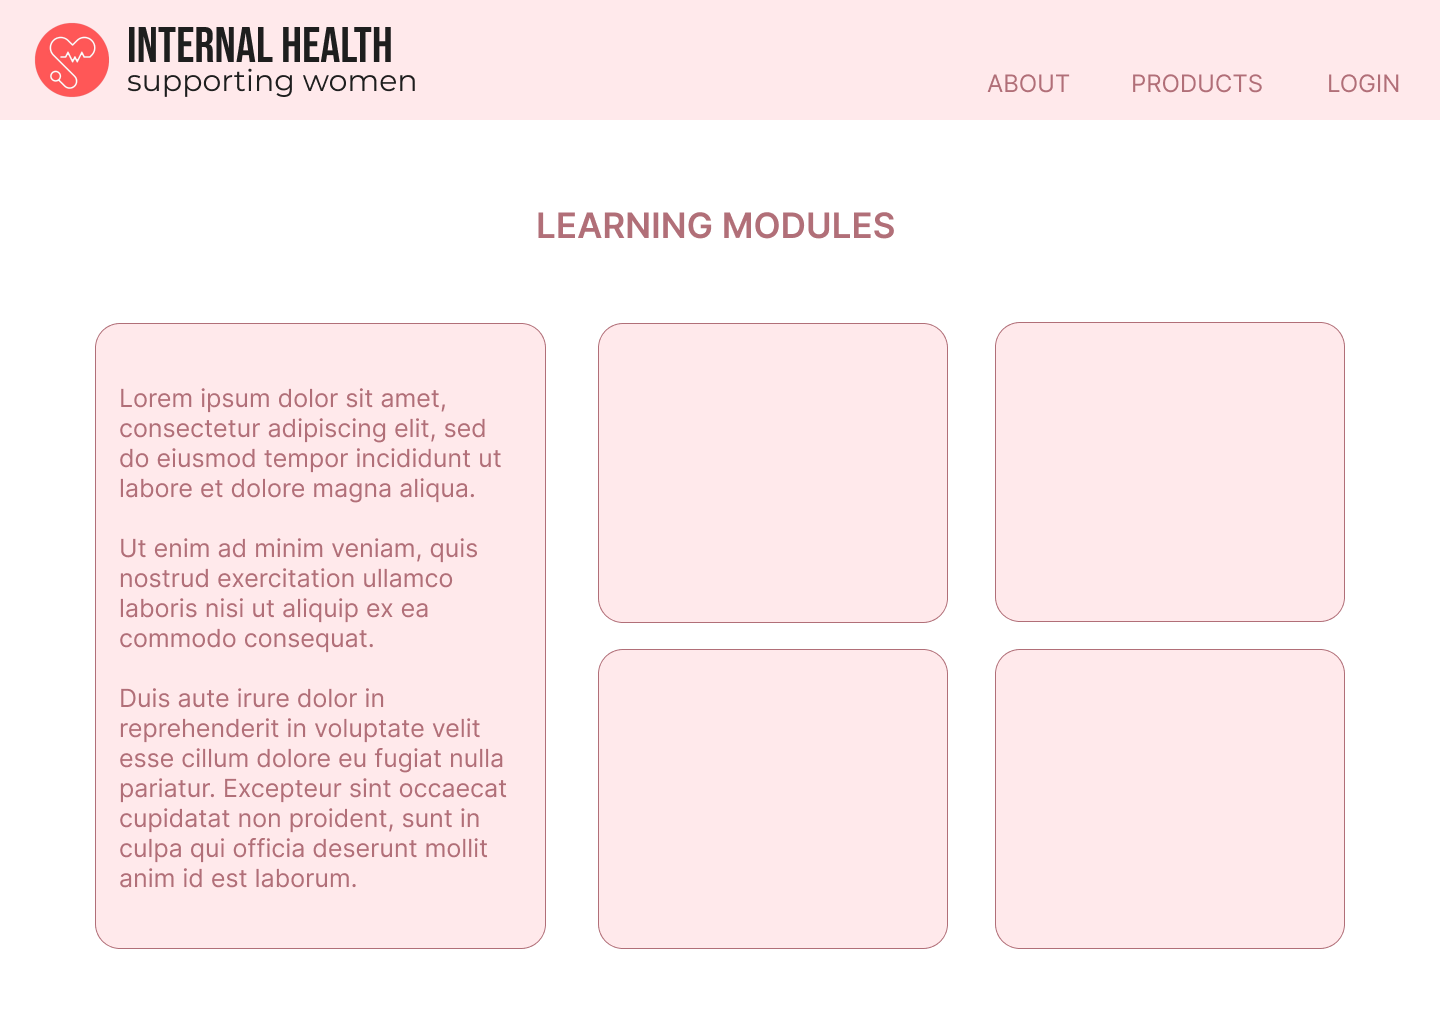 INTERNAL HEALTH
supporting women
ABOUT PRODUCTS LOGIN
LEARNING MODULES
Lorem ipsum dolor sit amet,
consectetur adipiscing elit, sed
do eiusmod tempor incididunt ut
labore et dolore magna aliqua.
Ut enim ad minim veniam, quis
nostrud exercitation ullamco
laboris nisi ut aliquip ex ea
commodo consequat.
Duis aute irure dolor in
reprehenderit in voluptate velit
esse cillum dolore eu fugiat nulla
pariatur. Excepteur sint occaecat
cupidatat non proident, sunt in
culpa qui officia deserunt mollit
anim id est laborum.